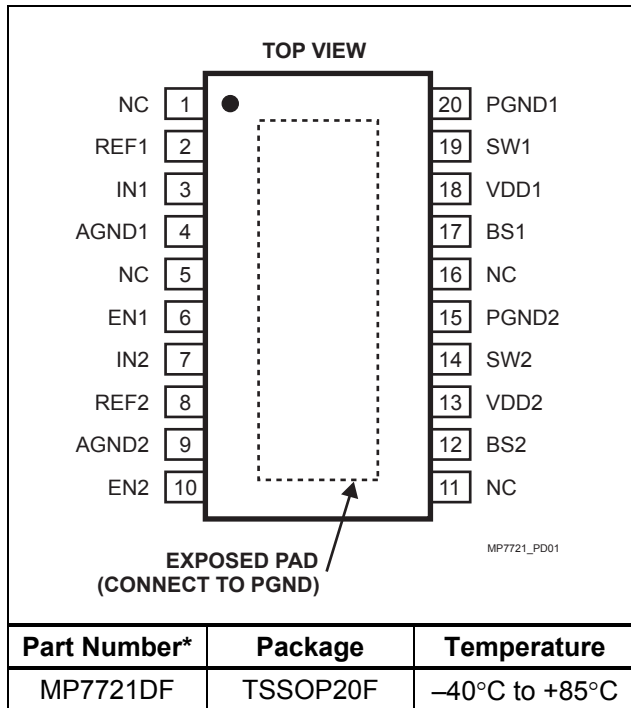 TOP VIEW
NC 1 20 PGND1
REF1 2 19 SW1
IN1 3 18 VDD1
AGND1 4 17 BS1
NC 5 16 NC
EN1 6 15 PGND2
IN2 7 14 SW2
REF2 8 13 VDD2
AGND2 9 12 BS2
EN2 10 11 NC
EXPOSED PAD
(CONNECT TO PGND)
MP7721_PD01
Part Number* Package Temperature
MP7721DF TSSOP20F –40°C to +85°C